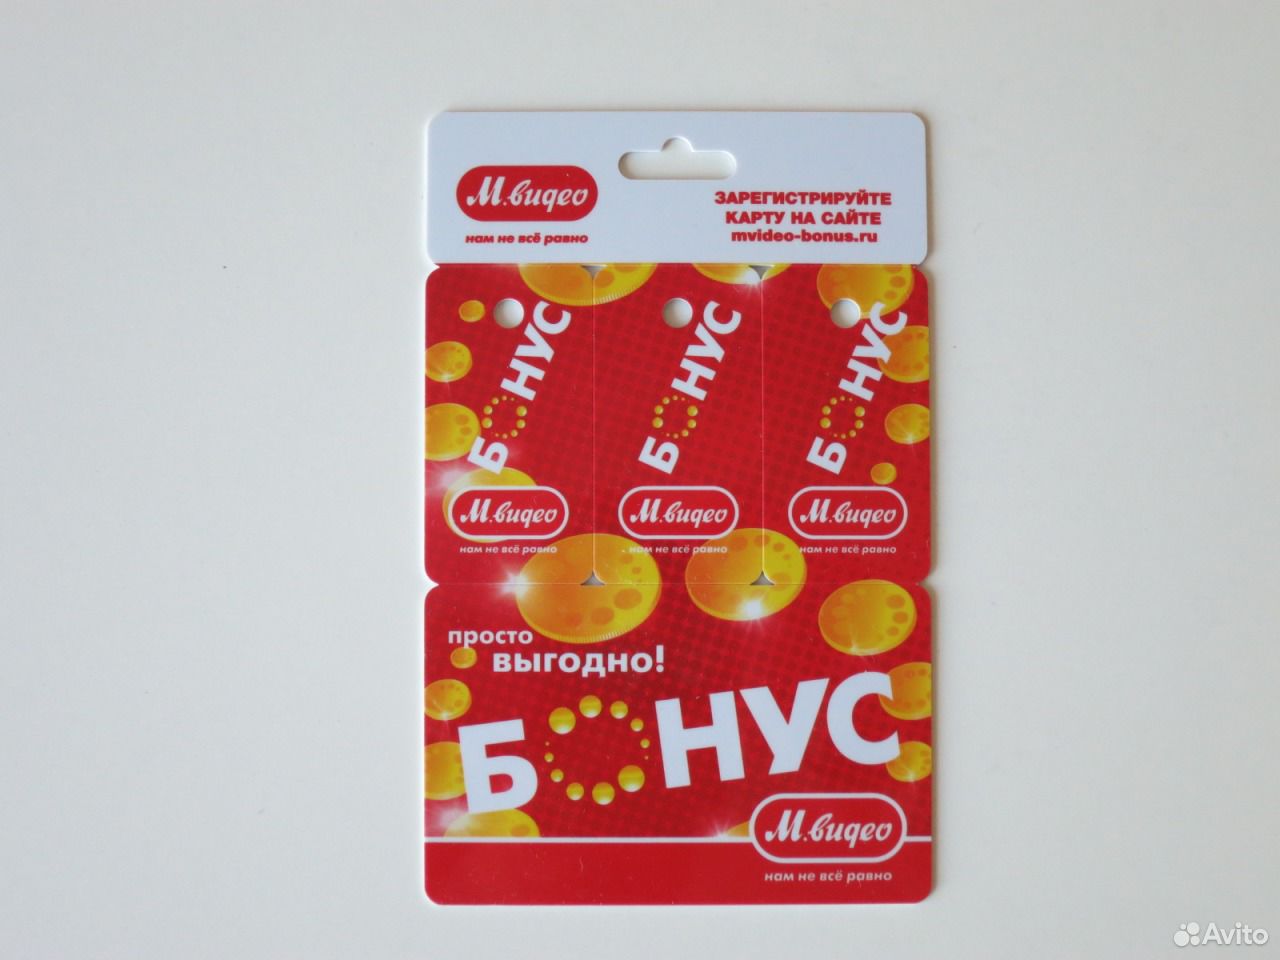 М.видео
нам не всё равно
ЗАРЕГИСТРИРУЙТЕ
КАРТУ НА САЙТЕ
mvideo-bonus.ru
БОНУС
М.видео
нам не всё равно
БОНУС
М.видео
нам не всё равно
БОНУС
М.видео
нам не всё равно
просто
выгодно!
БОНУС
М.видео
нам не всё равно
Avito